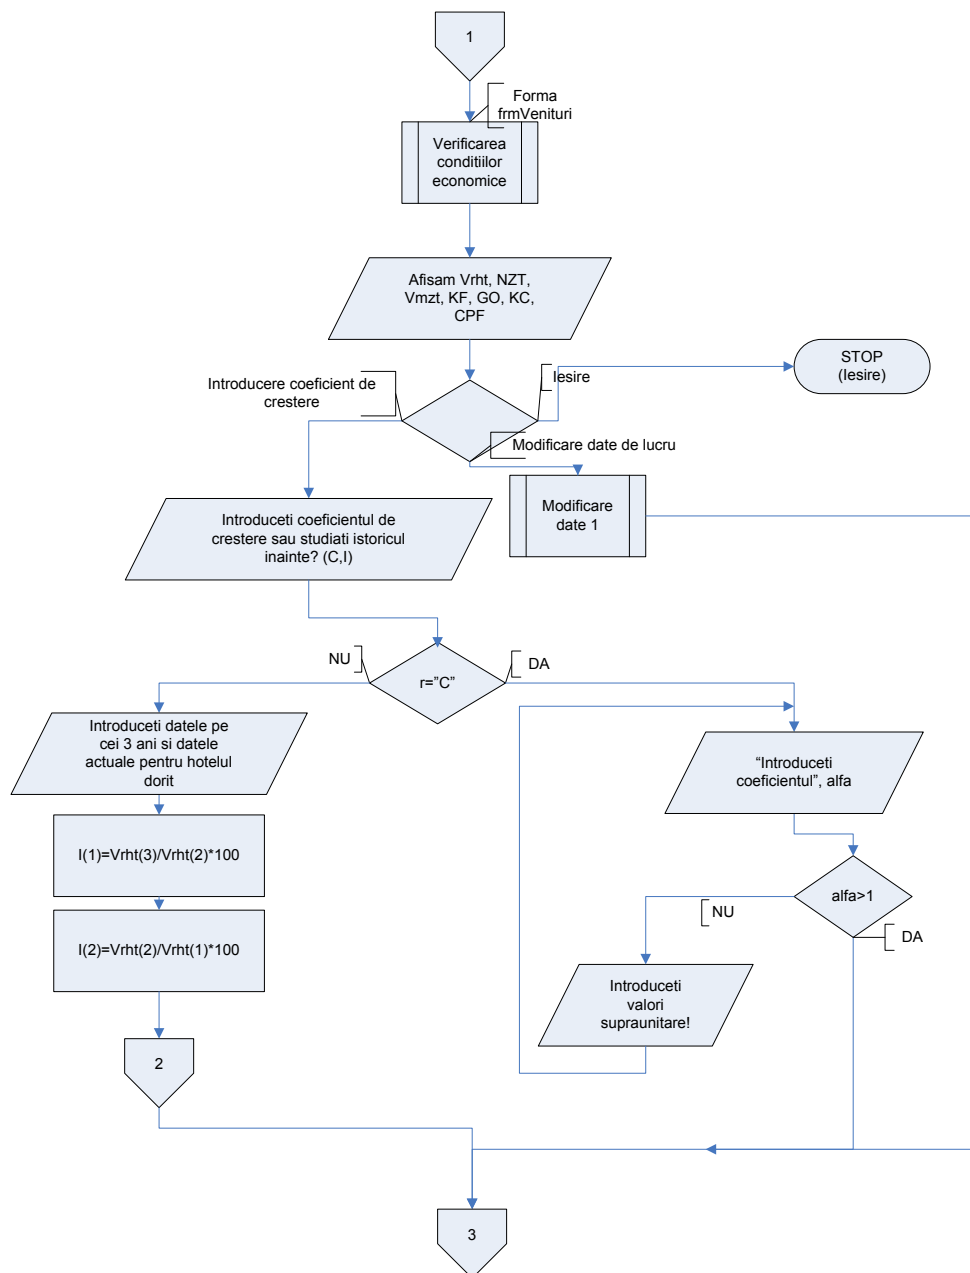 1
Forma
frmVenituri
Verificarea
conditiilor
economice
Afisam Vrht, NZT,
Vmzt, KF, GO, KC,
CPF
STOP
(Iesire)
Iesire
Introducere coeficient de
crestere
Modificare date de lucru
Modificare
date 1
Introduceti coeficientul de
crestere sau studiati istoricul
inainte? (C,I)
NU
DA
r=”C”
Introduceti datele pe
cei 3 ani si datele
actuale pentru hotelul
dorit
“Introduceti
coeficientul”, alfa
I(1)=Vrht(3)/Vrht(2)*100
alfa>1
NU
DA
I(2)=Vrht(2)/Vrht(1)*100
Introduceti
valori
supraunitare!
2
3